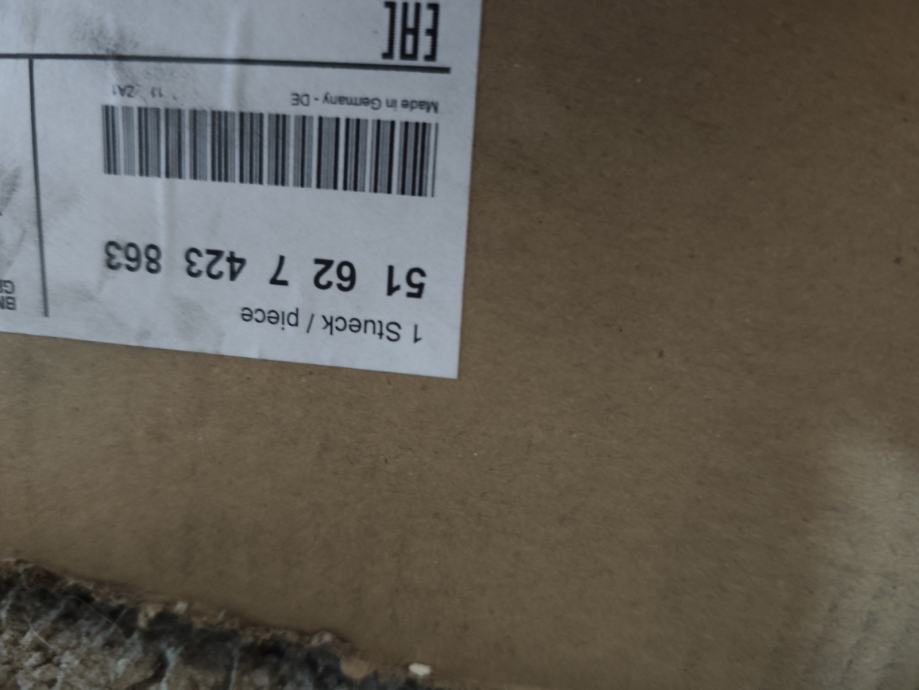 1 Stueck / piece
51 62 7 423 863
Made in Germany - DE
EAC